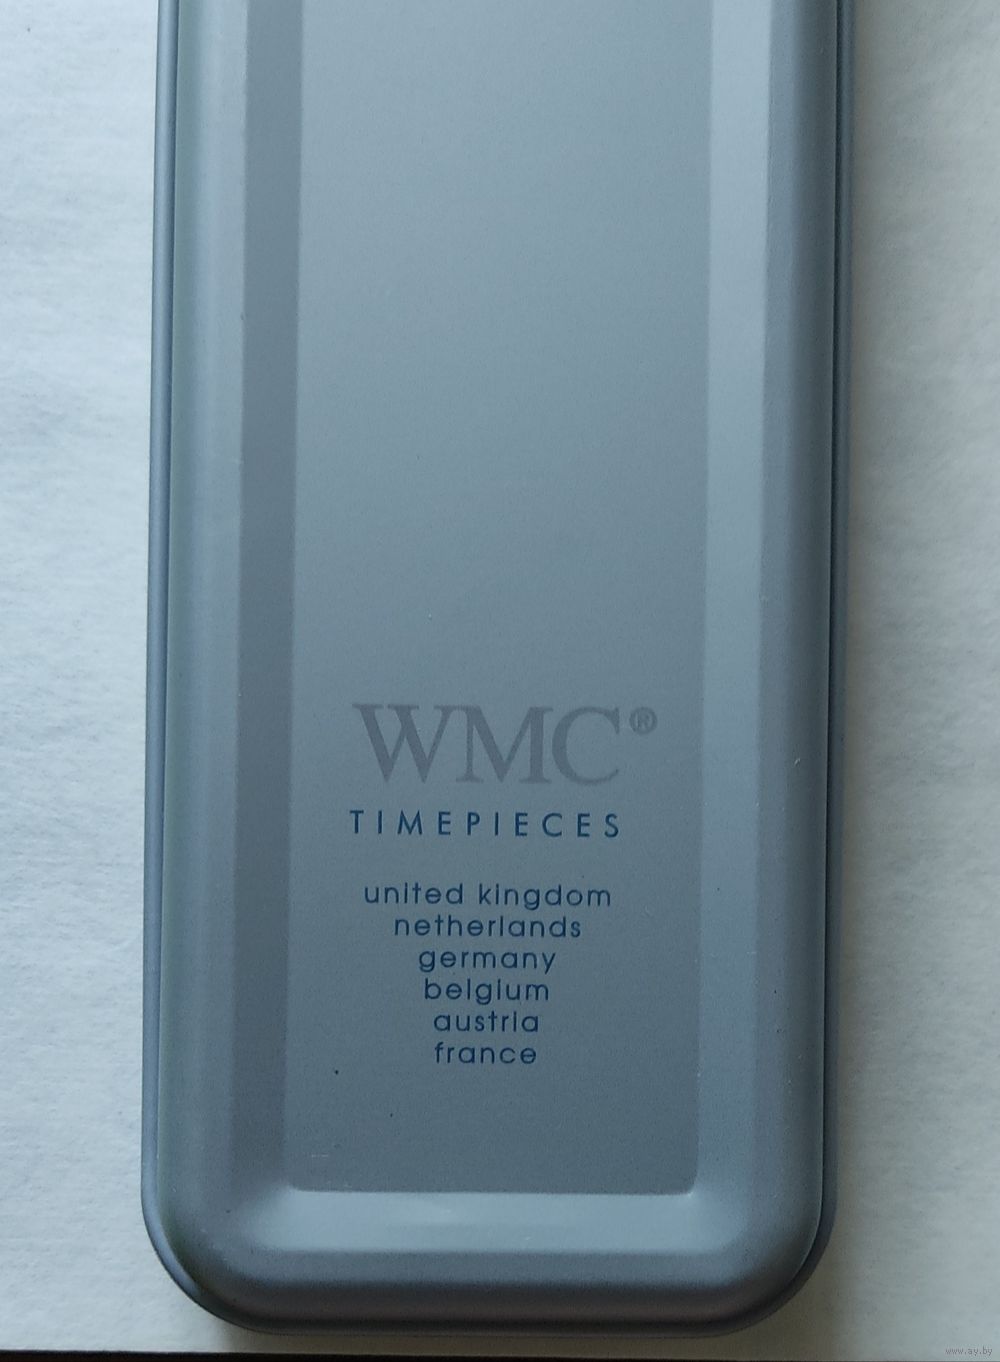 WMC®
TIMEPIECES
united kingdom
netherlands
germany
belgium
austria
france
www.ay.by